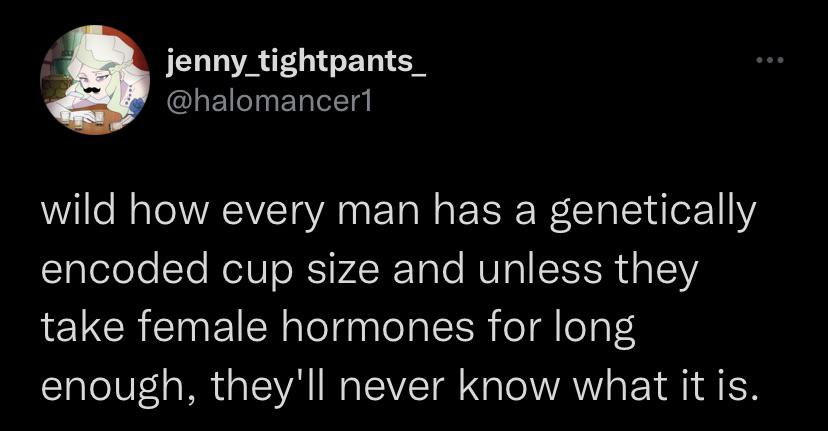 jenny_tightpants_
@halomancer1
wild how every man has a genetically
encoded cup size and unless they
take female hormones for long
enough, they'll never know what it is.